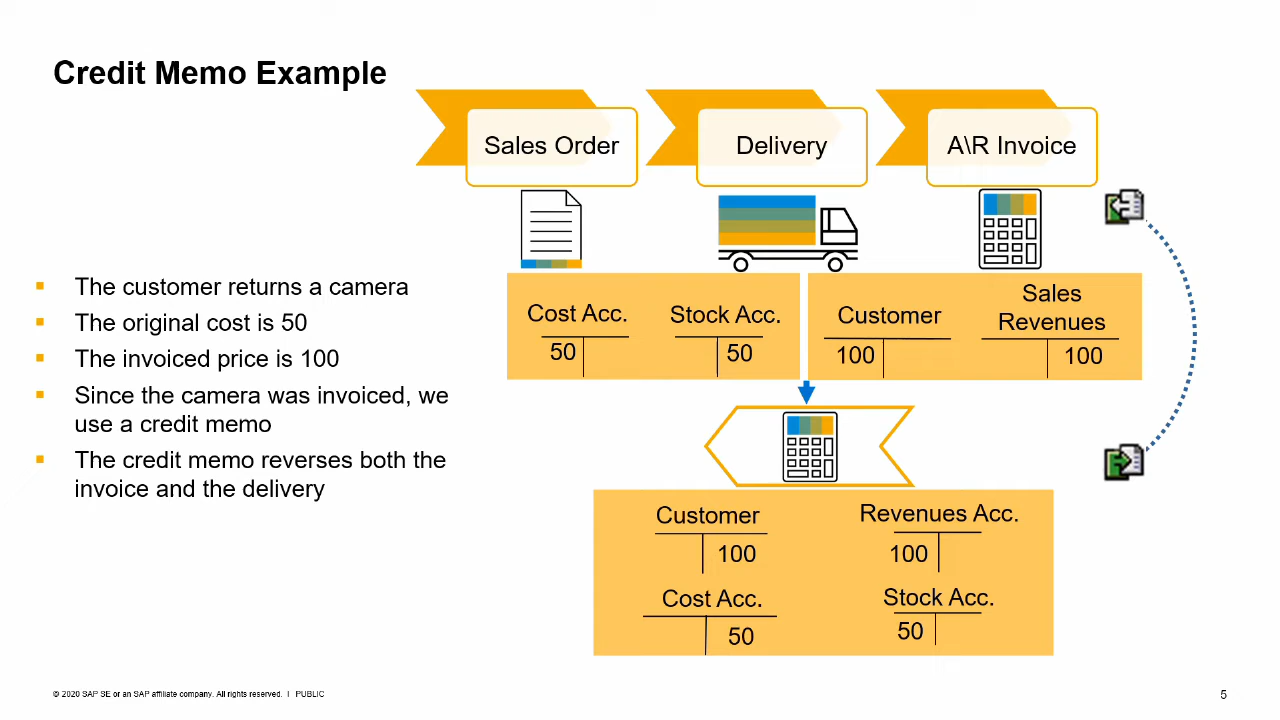 Credit Memo Example
Sales Order
Delivery
A\R Invoice
The customer returns a camera
The original cost is 50
The invoiced price is 100
Since the camera was invoiced, we
use a credit memo
The credit memo reverses both the
invoice and the delivery
Cost Acc.
50
Stock Acc.
50
Customer
100
Sales
Revenues
100
Customer
100
Revenues Acc.
100
Cost Acc.
50
Stock Acc.
50
© 2020 SAP SE or an SAP affiliate company. All rights reserved. I PUBLIC
5